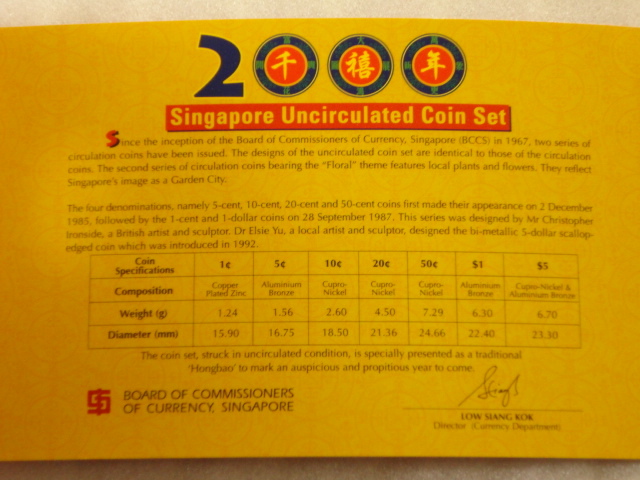 2000
千 禧 年
Singapore Uncirculated Coin Set
Since the inception of the Board of Commissioners of Currency, Singapore (BCCS) in 1967, two series of
circulation coins have been issued. The designs of the uncirculated coin set are identical to those of the circulation
coins. The second series of circulation coins bearing the "Floral" theme features local plants and flowers. They reflect
Singapore's image as a Garden City.
The four denominations, namely 5-cent, 10-cent, 20-cent and 50-cent coins first made their appearance on 2 December
1985, followed by the 1-cent and 1-dollar coins on 28 September 1987. This series was designed by Mr Christopher
Ironside, a British artist and sculptor. Dr Elsie Yu, a local artist and sculptor, designed the bi-metallic 5-dollar scallop-
edged coin which was introduced in 1992.
Coin Specifications 1¢ 5¢ 10¢ 20¢ 50¢ $1 $5
Composition Copper Plated Zinc Aluminium Bronze Cupro-Nickel Cupro-Nickel Cupro-Nickel Aluminium Bronze Cupro-Nickel & Aluminium Bronze
Weight (g) 1.24 1.56 2.60 4.50 7.29 6.30 6.70
Diameter (mm) 15.90 16.75 18.50 21.36 24.66 22.40 23.30
The coin set, struck in uncirculated condition, is specially presented as a traditional
'Hongbao' to mark an auspicious and propitious year to come.
BOARD OF COMMISSIONERS
OF CURRENCY, SINGAPORE
LOW SIANG KOK
Director (Currency Department)